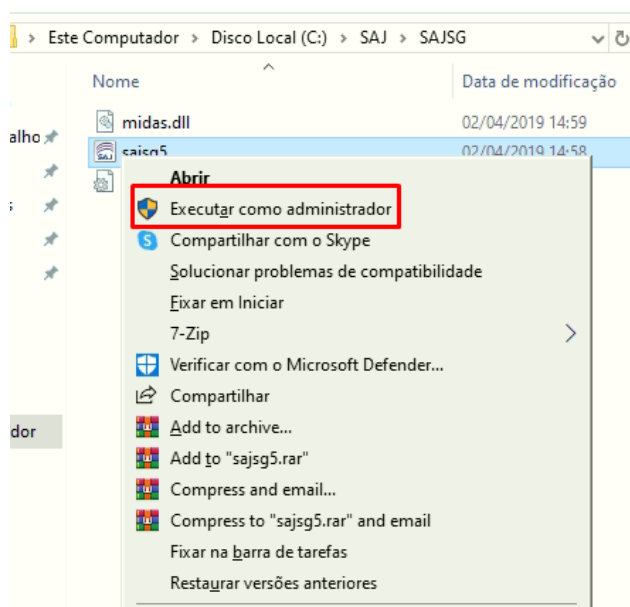 Este Computador > Disco Local (C:) > SAJ > SAJSG
Nome Data de modificação
midas.dll 02/04/2019 14:59
alho sajsg5 02/04/2019 14:58
Abrir
Executar como administrador
Compartilhar com o Skype
Solucionar problemas de compatibilidade
Fixar em Iniciar
7-Zip
Verificar com o Microsoft Defender...
Compartilhar
dor Add to archive...
Add to "sajsg5.rar"
Compress and email...
Compress to "sajsg5.rar" and email
Fixar na barra de tarefas
Restaurar versões anteriores